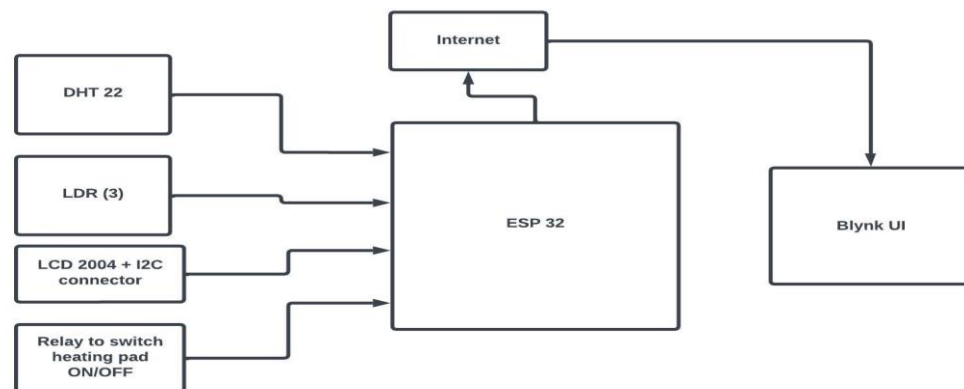 Internet
DHT 22
LDR (3)
ESP 32
Blynk UI
LCD 2004 + I2C
connector
Relay to switch
heating pad
ON/OFF